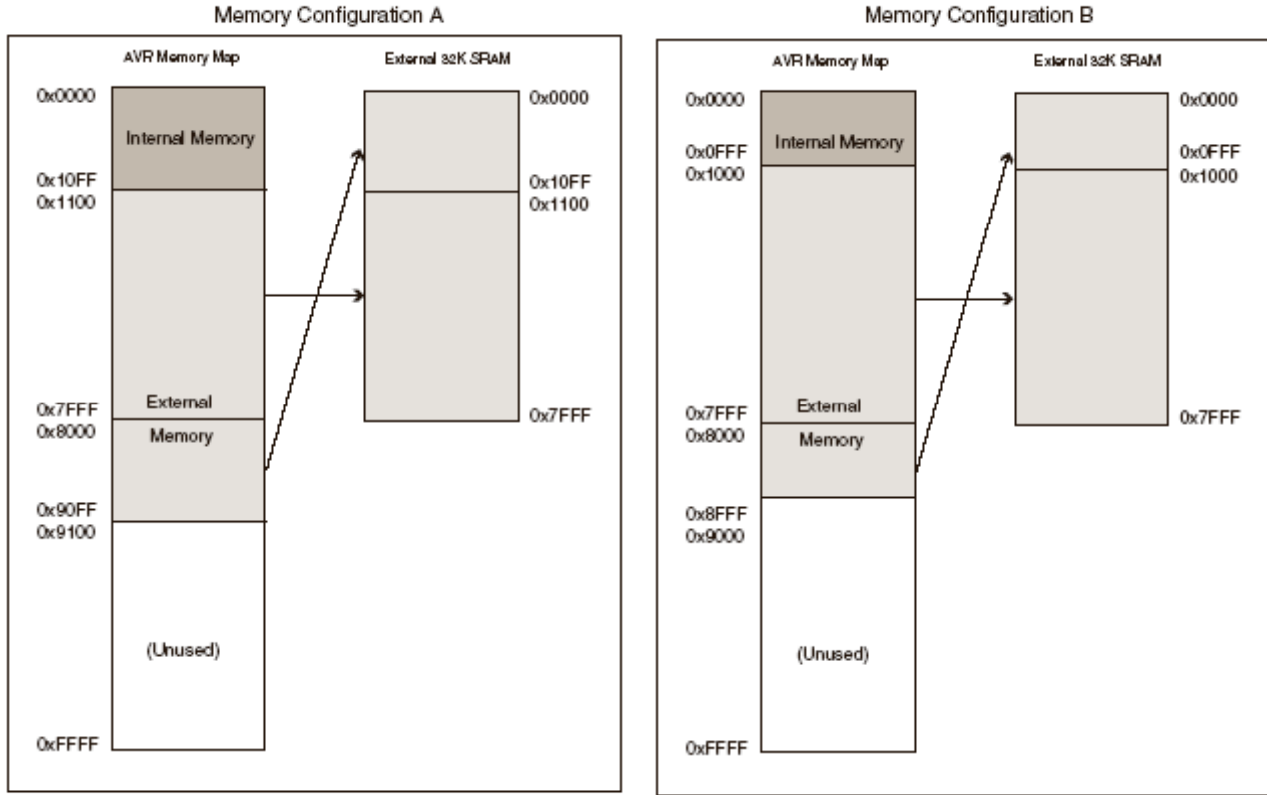 Memory Configuration A
AVR Memory Map
External 32K SRAM
0x0000
0x0000
Internal Memory
0x10FF
0x10FF
0x1100
0x1100
0x7FFF
External
0x7FFF
0x8000
Memory
0x90FF
0x9100
(Unused)
0xFFFF
Memory Configuration B
AVR Memory Map
External 32K SRAM
0x0000
0x0000
Internal Memory
0x0FFF
0x0FFF
0x1000
0x1000
0x7FFF
External
0x7FFF
0x8000
Memory
0x8FFF
0x9000
(Unused)
0xFFFF